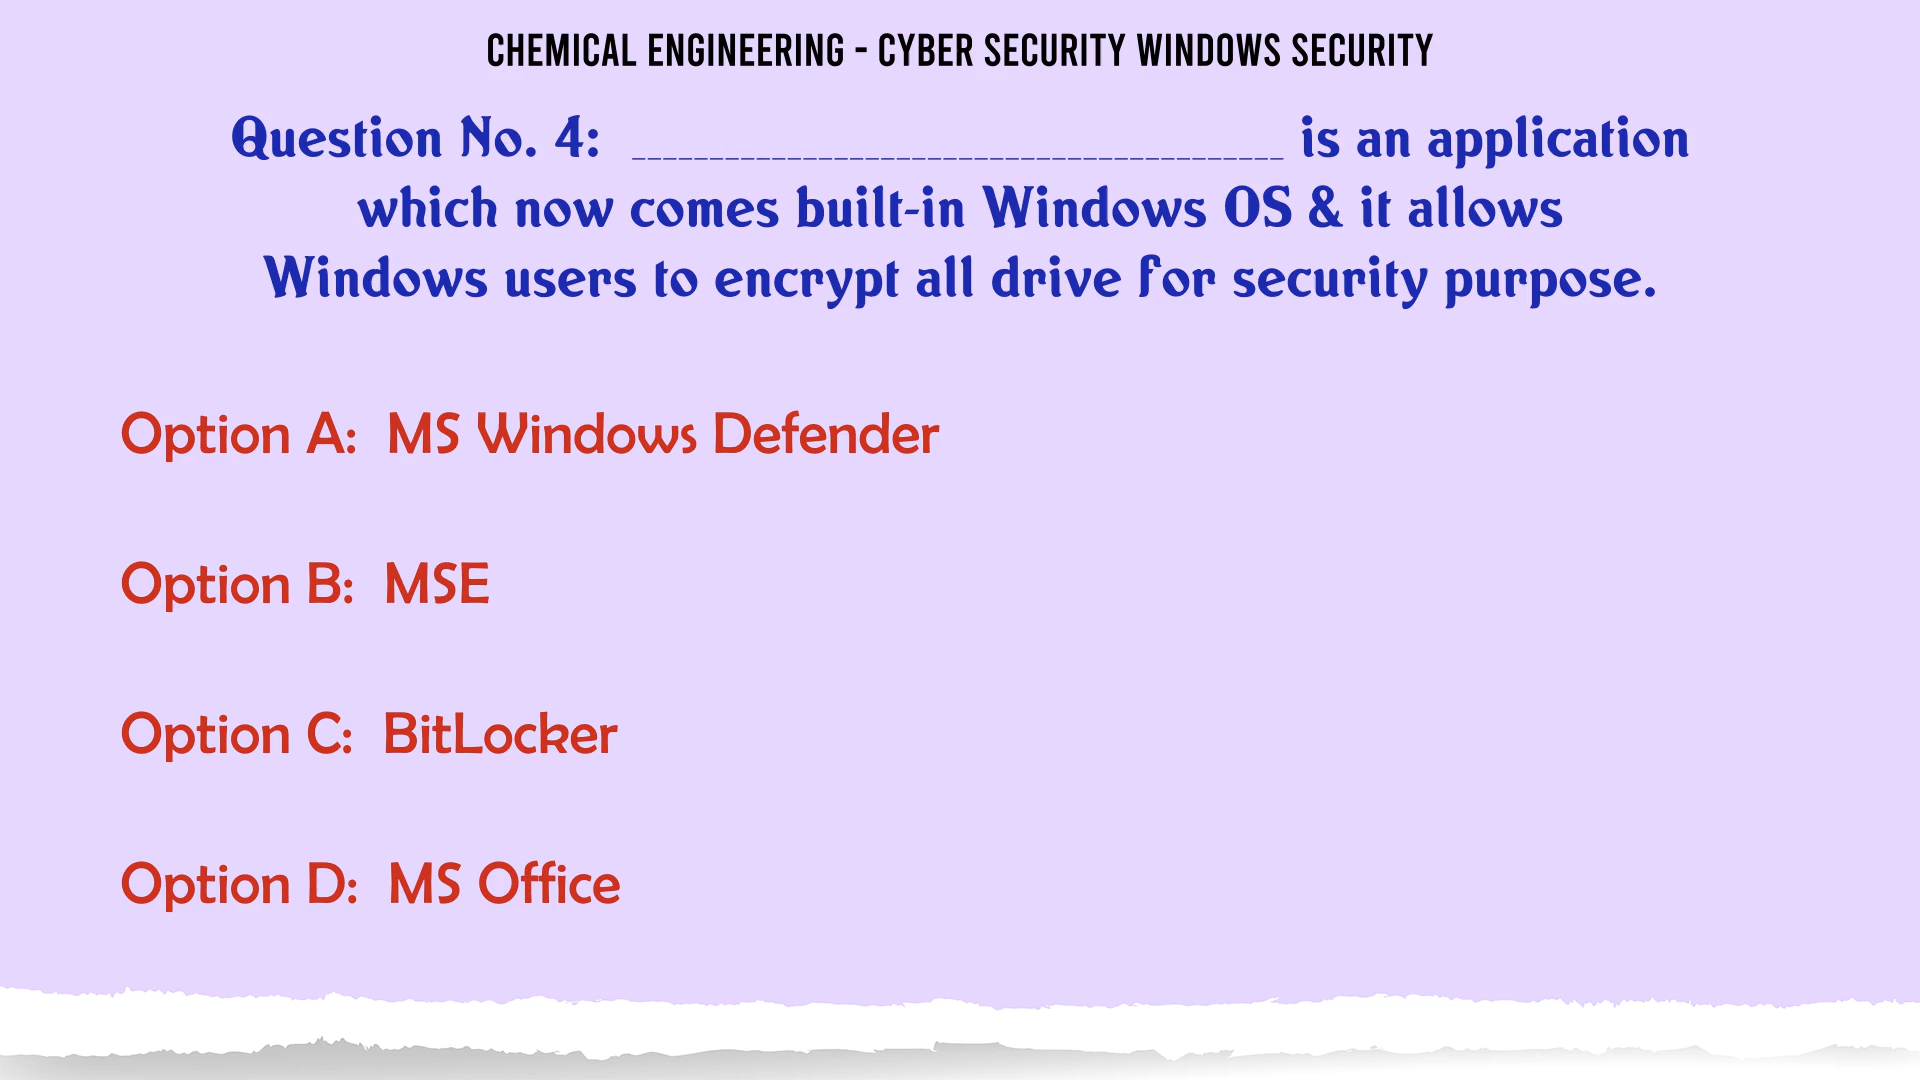 CHEMICAL ENGINEERING - CYBER SECURITY WINDOWS SECURITY
Question No. 4: __________________________________________ is an application
which now comes built-in Windows OS & it allows
Windows users to encrypt all drive for security purpose.
Option A: MS Windows Defender
Option B: MSE
Option C: BitLocker
Option D: MS Office